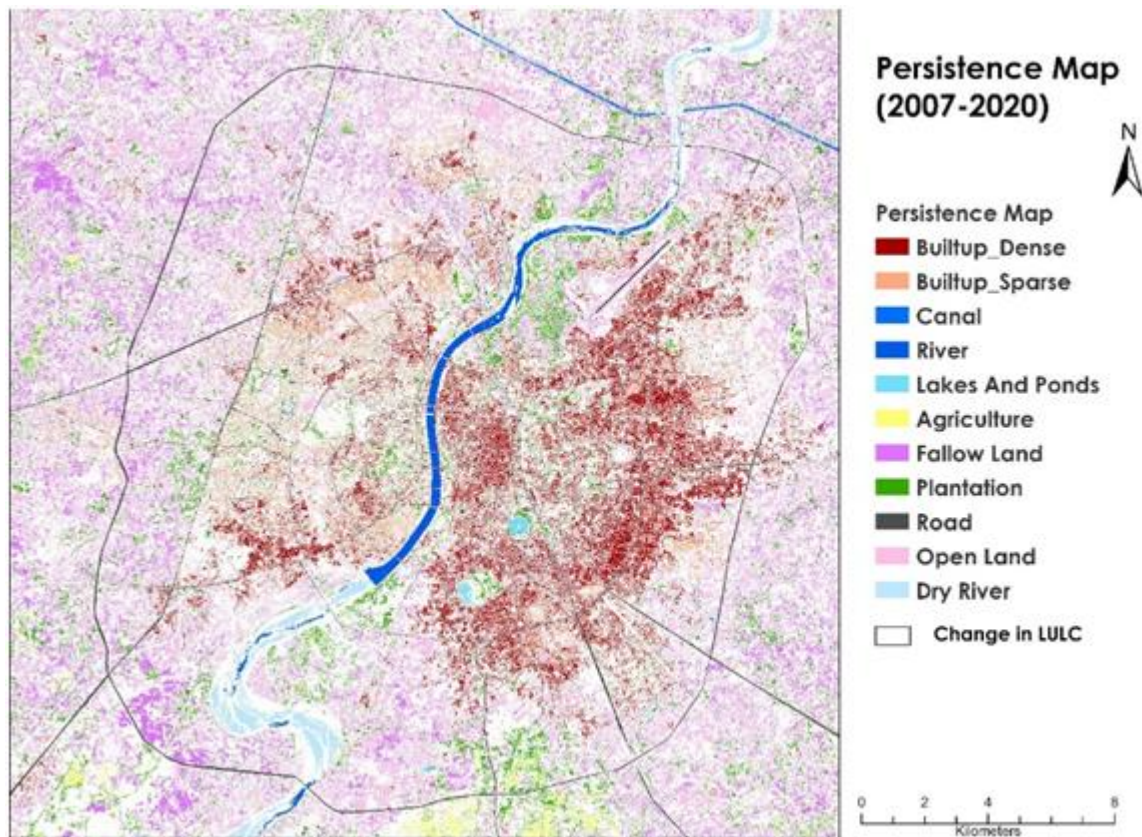 Persistence Map
(2007-2020)
N
Persistence Map
Builtup_Dense
Builtup_Sparse
Canal
River
Lakes And Ponds
Agriculture
Fallow Land
Plantation
Road
Open Land
Dry River
Change in LULC
0 2 4 8
Kilometers